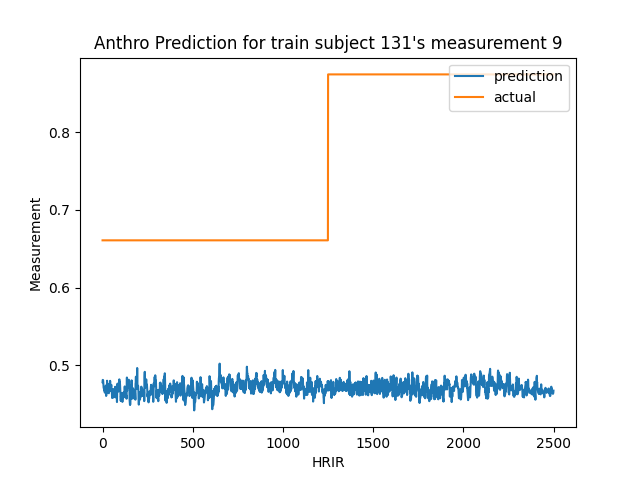 Anthro Prediction for train subject 131's measurement 9
prediction
actual
Measurement
0.8
0.7
0.6
0.5
0
500
1000
1500
2000
2500
HRIR